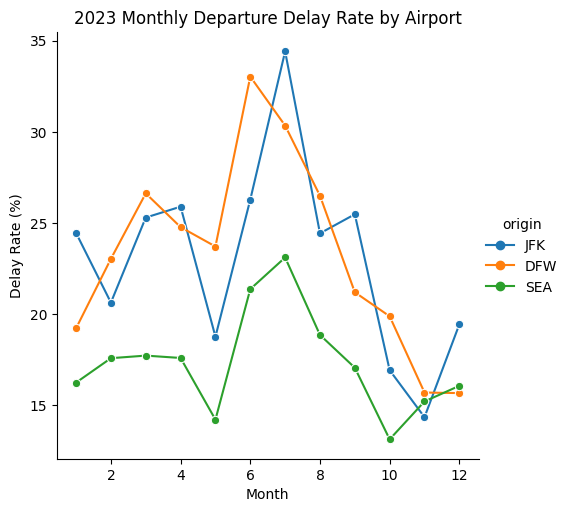 2023 Monthly Departure Delay Rate by Airport
35
30
25
20
15
Delay Rate (%)
2 4 6 8 10 12
Month
origin
JFK
DFW
SEA